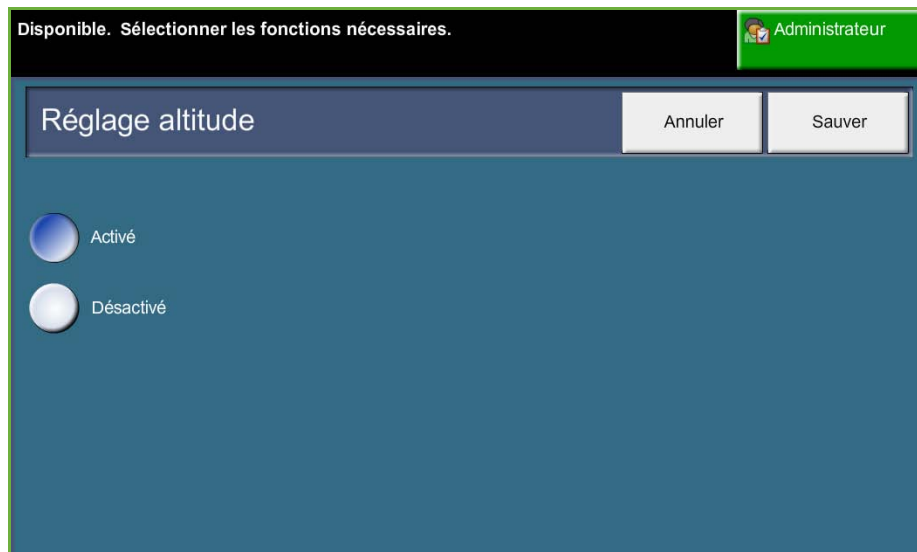 Disponible. Sélectionner les fonctions nécessaires.
Administrateur
Réglage altitude
Annuler
Sauver
Activé
Désactivé